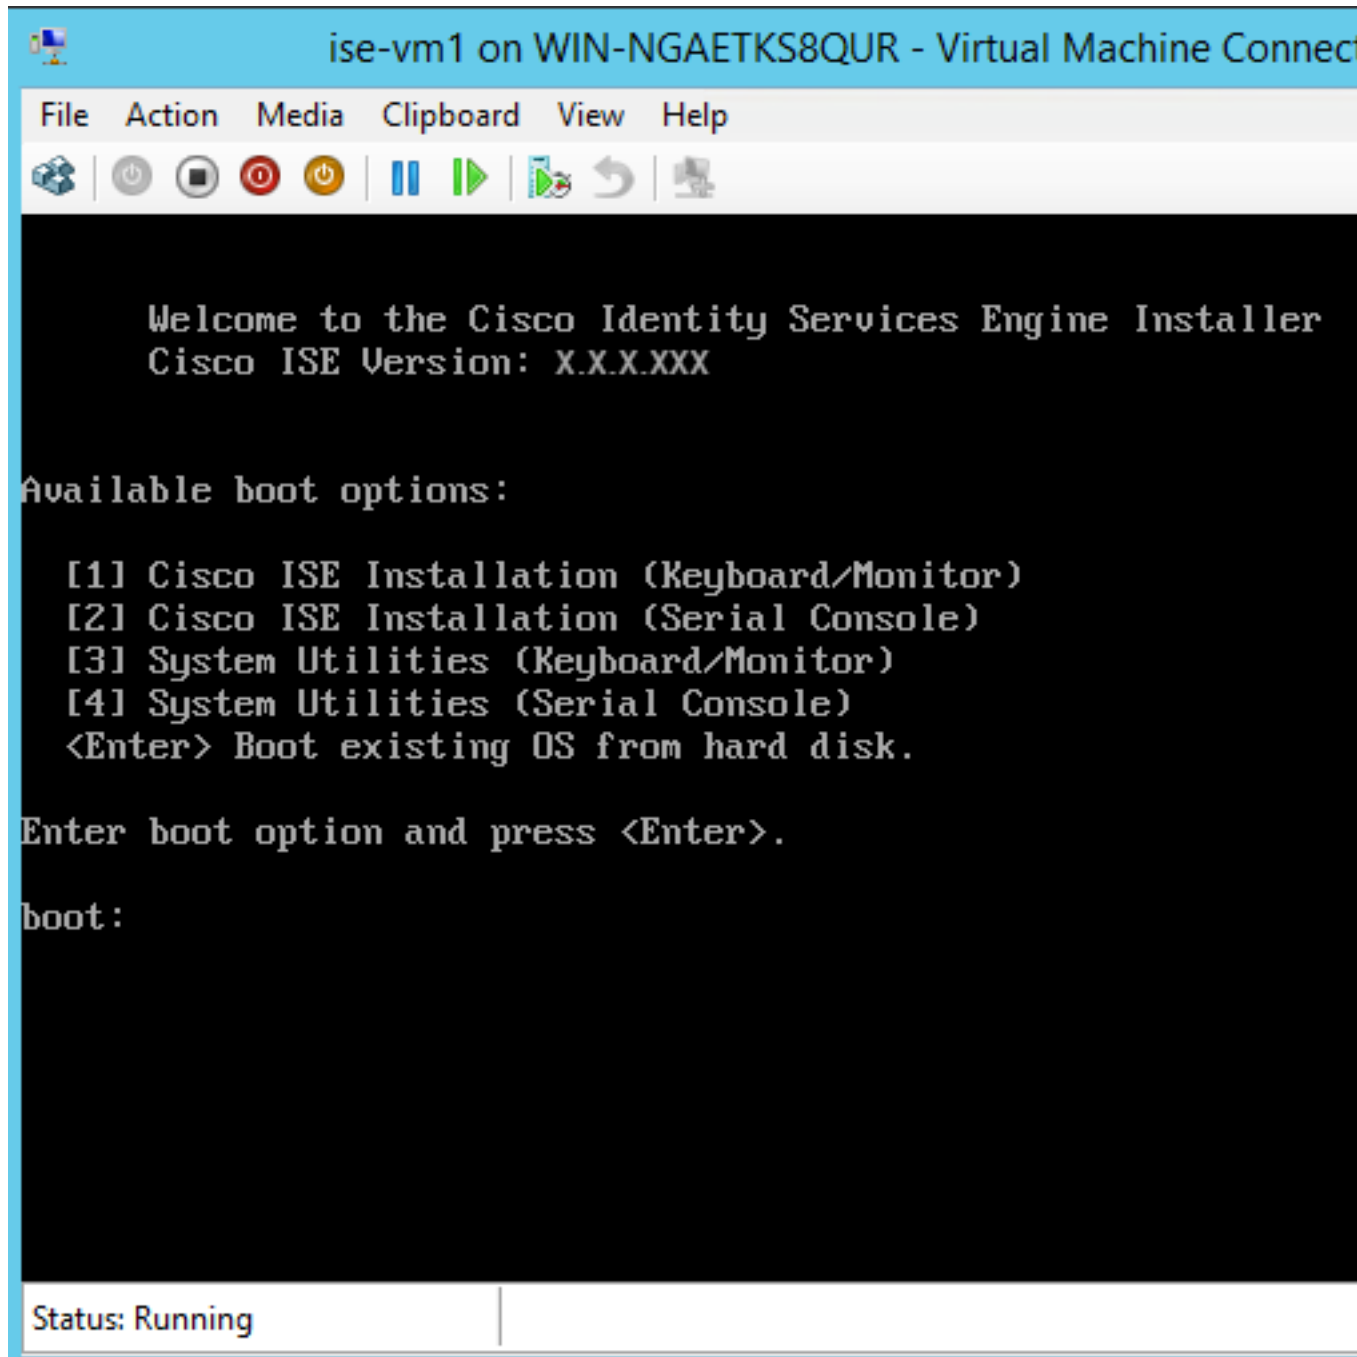 ise-vm1 on WIN-NGAETKS8QUR - Virtual Machine Connect
File Action Media Clipboard View Help
Welcome to the Cisco Identity Services Engine Installer
Cisco ISE Version: X.X.X.XXX
Available boot options:
[1] Cisco ISE Installation (Keyboard/Monitor)
[2] Cisco ISE Installation (Serial Console)
[3] System Utilities (Keyboard/Monitor)
[4] System Utilities (Serial Console)
<Enter> Boot existing OS from hard disk.
Enter boot option and press <Enter>.
boot:
Status: Running